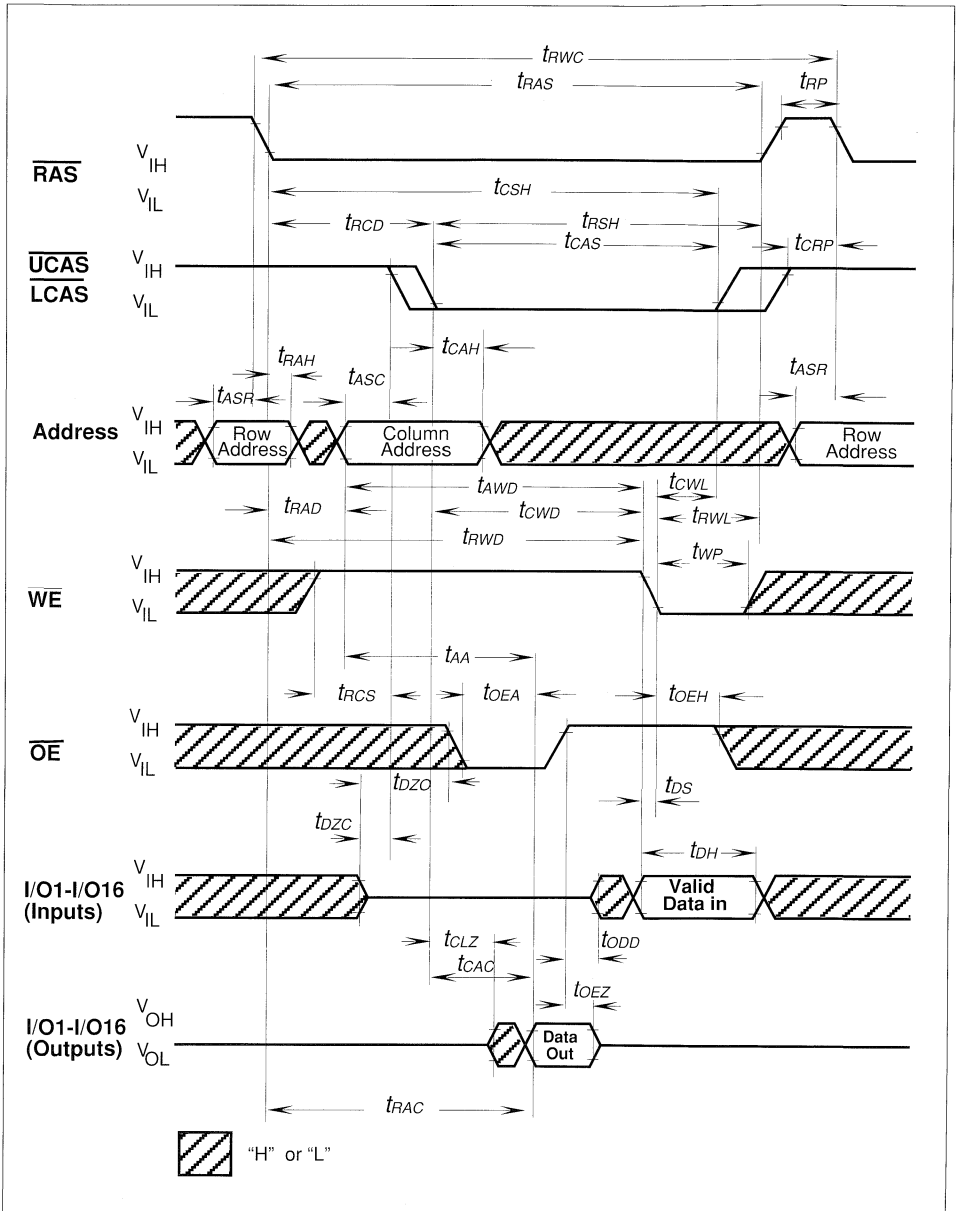 tRWC
tRAS
tRP
RAS
VIH
VIL
tCSH
tRCD
tRSH
tCAS
tCRP
UCAS
LCAS
VIH
VIL
tRAH
tCAH
tASR
tASC
tASR
Address
VIH
VIL
Row
Address
Column
Address
Row
Address
tAWD
tCWL
tRAD
tCWD
tRWL
tRWD
tWP
WE
VIH
VIL
tAA
tRCS
tOEA
tOEH
OE
VIH
VIL
tDZO
tDS
tDZC
tDH
I/O1-I/O16
(Inputs)
VIH
VIL
Valid
Data in
tCLZ
tODD
tCAC
tOEZ
I/O1-I/O16
(Outputs)
VOH
VOL
Data
Out
tRAC
“H” or “L”